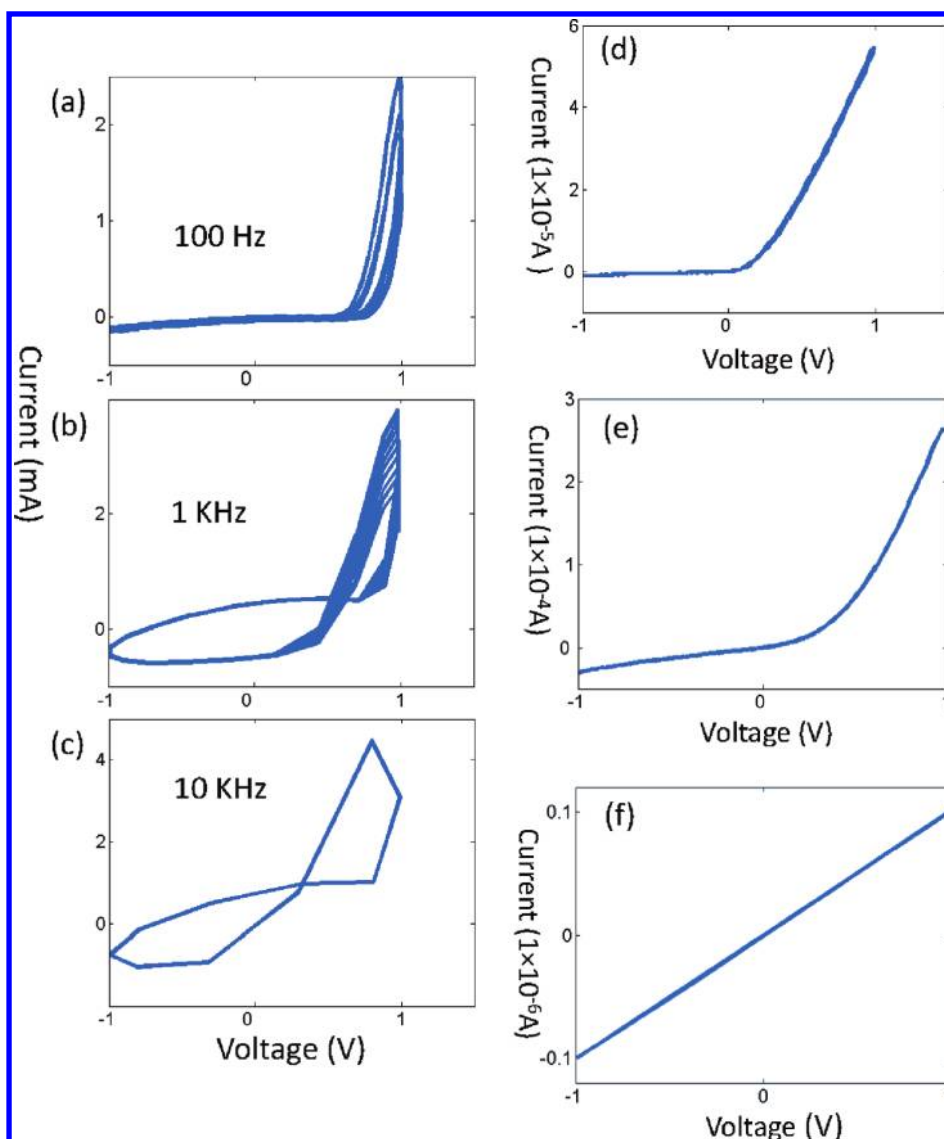 (a)
2
100 Hz
1
0
-1
0
1
Current (mA)
(b)
2
1 KHz
0
-1
0
1
(c)
4
10 KHz
2
0
-1
0
1
Voltage (V)
(d)
6
4
2
0
-1
0
1
Current (1×10⁻⁵A)
Voltage (V)
(e)
3
2
1
0
-1
0
Current (1×10⁻⁴A)
Voltage (V)
(f)
0.1
0
-0.1
-1
0
Current (1×10⁻⁶A)
Voltage (V)